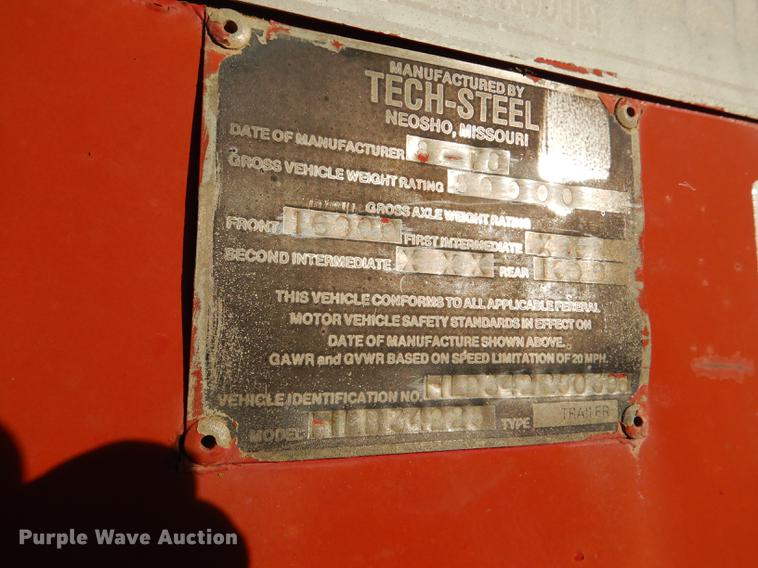 MANUFACTURED BY
TECH-STEEL
NEOSHO, MISSOURI
DATE OF MANUFACTURER
GROSS VEHICLE WEIGHT RATING
GROSS AXLE WEIGHT RATING
FRONT FIRST INTERMEDIATE XXX
SECOND INTERMEDIATE XXX REAR
THIS VEHICLE CONFORMS TO ALL APPLICABLE FEDERAL
MOTOR VEHICLE SAFETY STANDARDS IN EFFECT ON
DATE OF MANUFACTURE SHOWN ABOVE.
GAWR and GVWR BASED ON SPEED LIMITATION OF 20 MPH.
VEHICLE IDENTIFICATION NO.
MODEL TYPE TRAILER
Purple Wave Auction